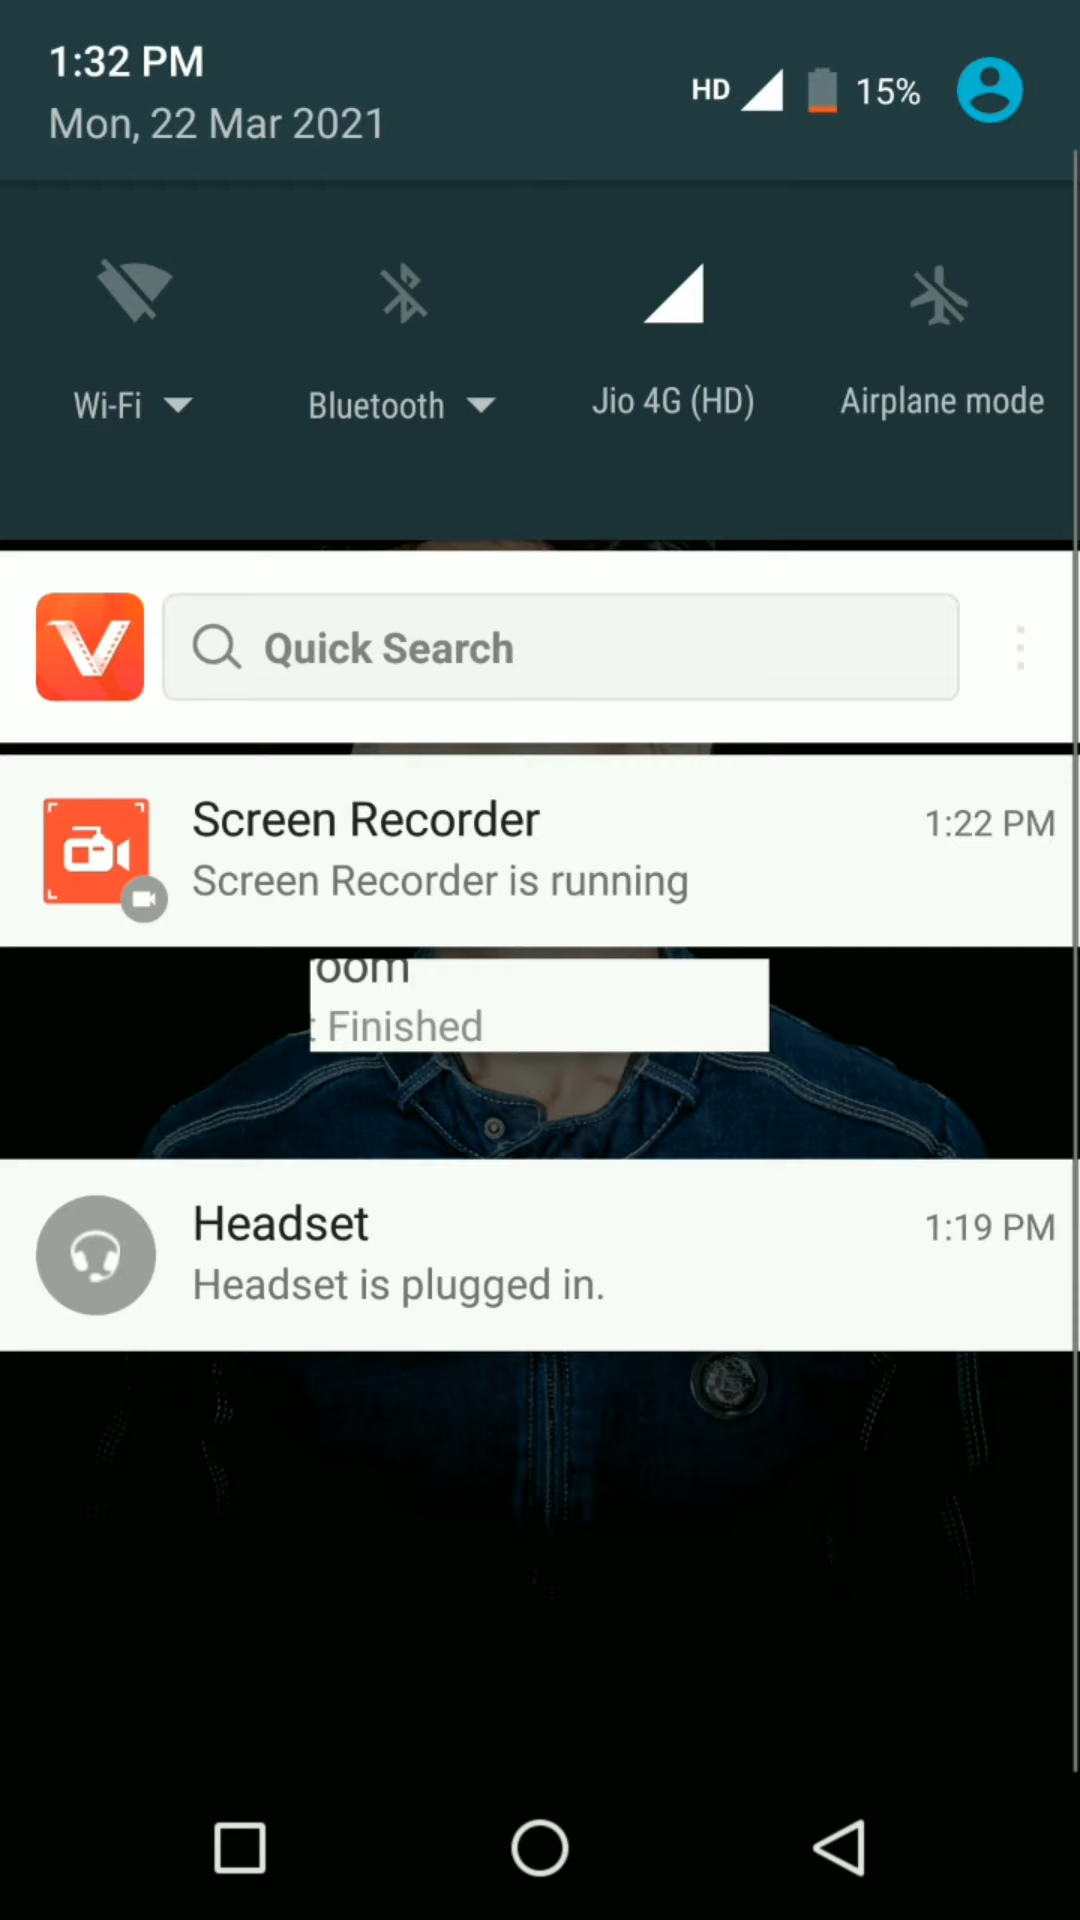 1:32 PM
HD 15%
Mon, 22 Mar 2021
Wi-Fi
Bluetooth
Jio 4G (HD)
Airplane mode
Quick Search
Screen Recorder
1:22 PM
Screen Recorder is running
oom
Finished
Headset
1:19 PM
Headset is plugged in.